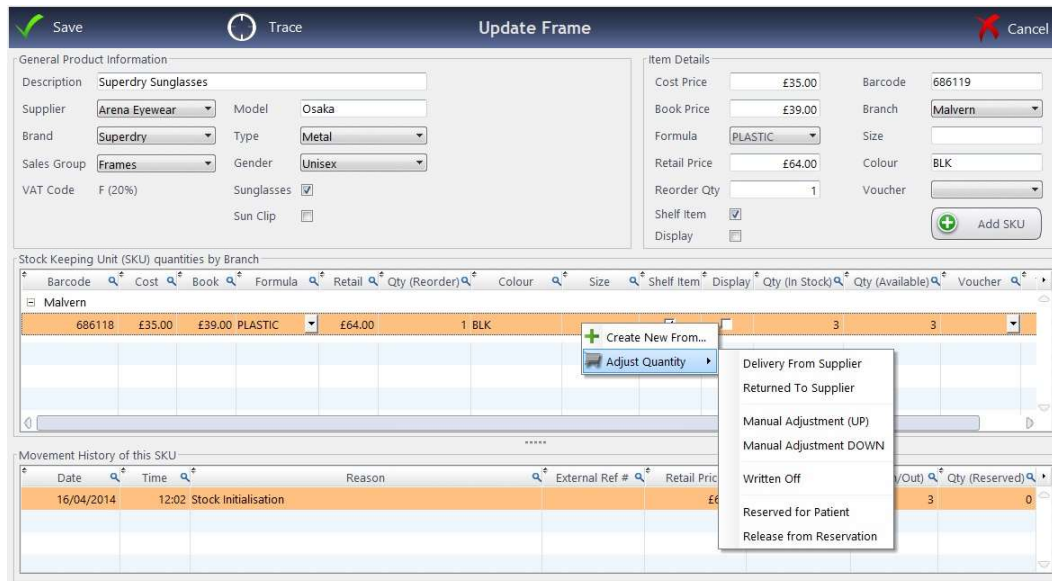 Save Trace Update Frame Cancel
General Product Information
Description Superdry Sunglasses
Supplier Arena Eyewear Model Osaka
Brand Superdry Type Metal
Sales Group Frames Gender Unisex
VAT Code F (20%) Sunglasses
Sun Clip
Item Details
Cost Price £35.00 Barcode 686119
Book Price £39.00 Branch Malvern
Formula PLASTIC Size
Retail Price £64.00 Colour BLK
Reorder Qty 1 Voucher
Shelf Item
Display
Add SKU
Stock Keeping Unit (SKU) quantities by Branch
Barcode Cost Book Formula Retail Qty (Reorder) Colour Size Shelf Item Display Qty (In Stock) Qty (Available) Voucher
Malvern
686118 £35.00 £39.00 PLASTIC £64.00 1 BLK 3 3
Create New From...
Adjust Quantity
Delivery From Supplier
Returned To Supplier
Manual Adjustment (UP)
Manual Adjustment DOWN
Written Off
Reserved for Patient
Release from Reservation
Movement History of this SKU
Date Time Reason External Ref # Retail Pric /Out) Qty (Reserved)
16/04/2014 12:02 Stock Initialisation £6 3 0